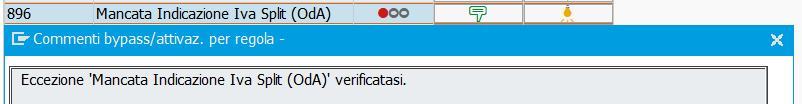 896 Mancata Indicazione Iva Split (OdA)
Commenti bypass/attivaz. per regola -
Eccezione 'Mancata Indicazione Iva Split (OdA)' verificatasi.